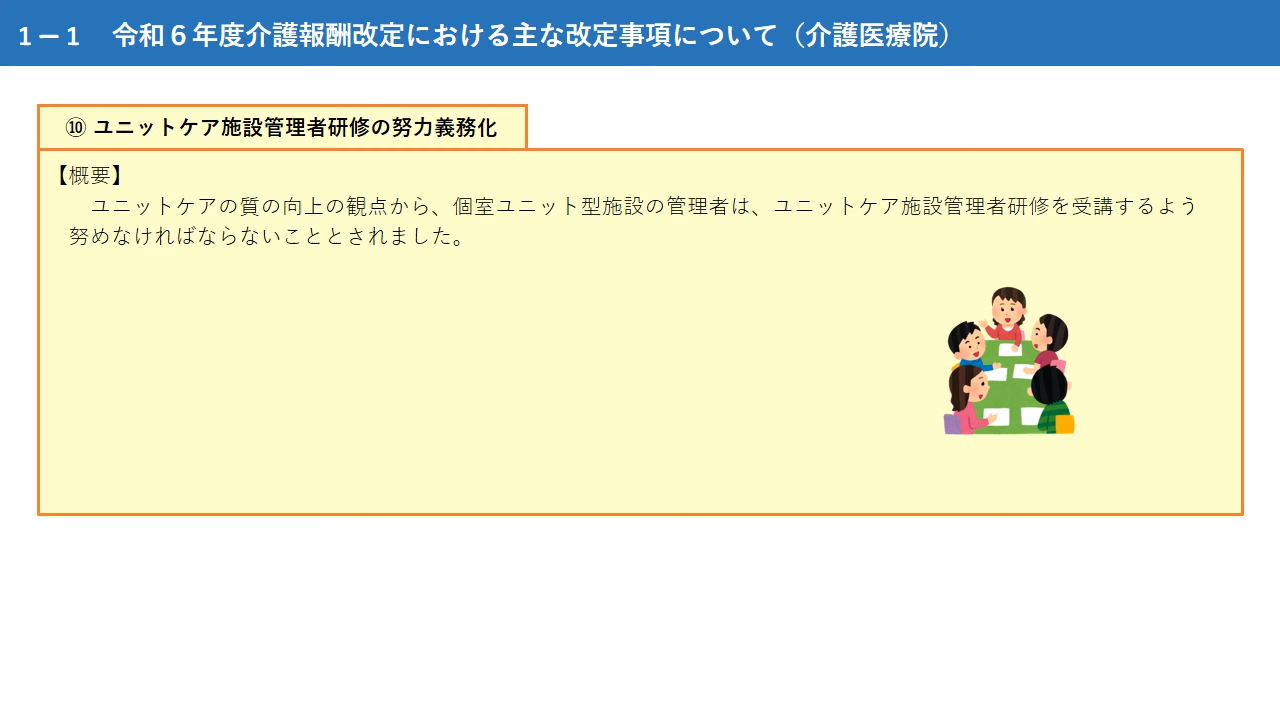 1－1　令和６年度介護報酬改定における主な改定事項について（介護医療院）
⑩ ユニットケア施設管理者研修の努力義務化
【概要】
ユニットケアの質の向上の観点から、個室ユニット型施設の管理者は、ユニットケア施設管理者研修を受講するよう
努めなければならないこととされました。